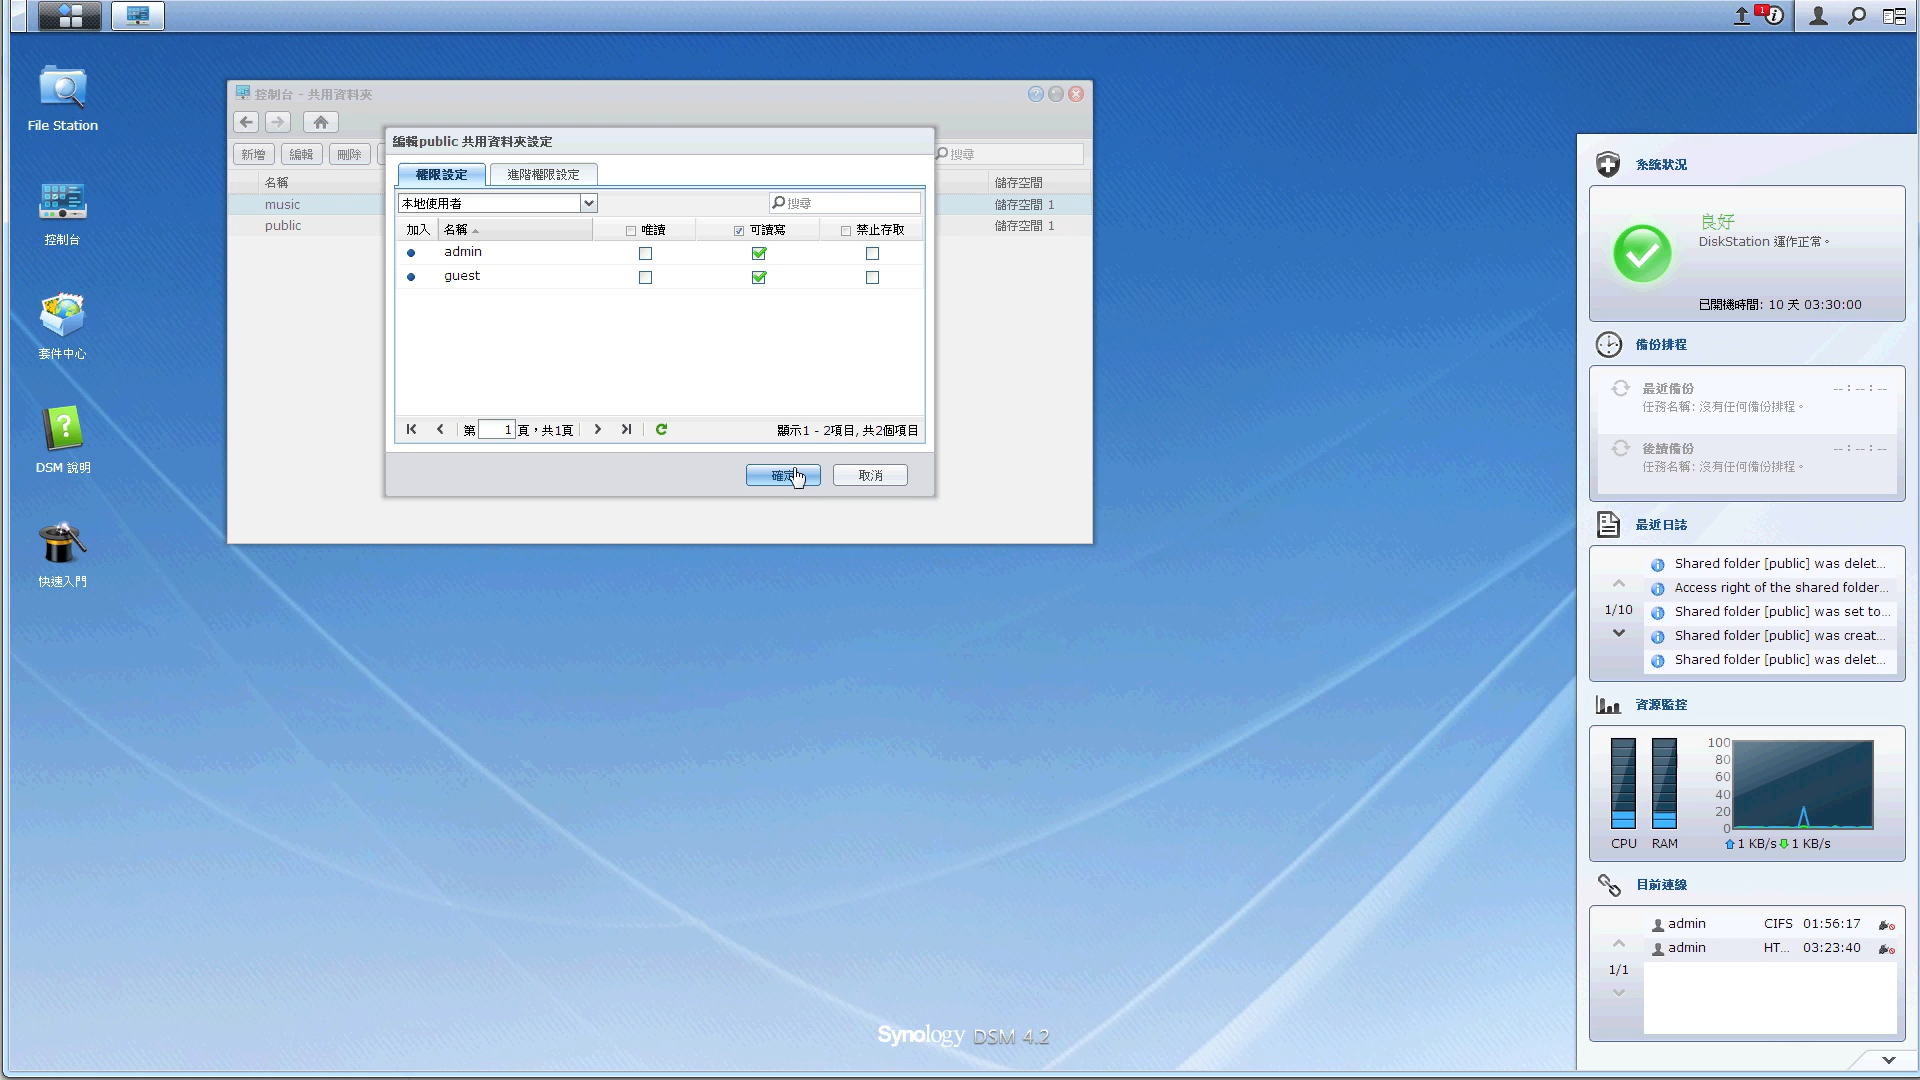 1
File Station
控制台
套件中心
DSM 說明
快速入門
控制台 - 共用資料夾
新增
編輯
刪除
搜尋
名稱
儲存空間
music
儲存空間 1
public
儲存空間 1
編輯public 共用資料夾設定
權限設定
進階權限設定
本地使用者
搜尋
加入
名稱
唯讀
可讀寫
禁止存取
admin
guest
第 1 頁，共1頁
顯示1 - 2項目, 共2個項目
確定
取消
系統狀況
良好
DiskStation 運作正常。
已開機時間: 10 天 03:30:00
備份排程
最近備份 -- : -- : --
任務名稱: 沒有任何備份排程。
後續備份 -- : -- : --
任務名稱: 沒有任何備份排程。
最近日誌
1/10
Shared folder [public] was delet...
Access right of the shared folder...
Shared folder [public] was set to...
Shared folder [public] was creat...
Shared folder [public] was delet...
資源監控
100
80
60
40
20
0
CPU
RAM
1 KB/s
1 KB/s
目前連線
1/1
admin CIFS 01:56:17
admin HT... 03:23:40
Synology DSM 4.2